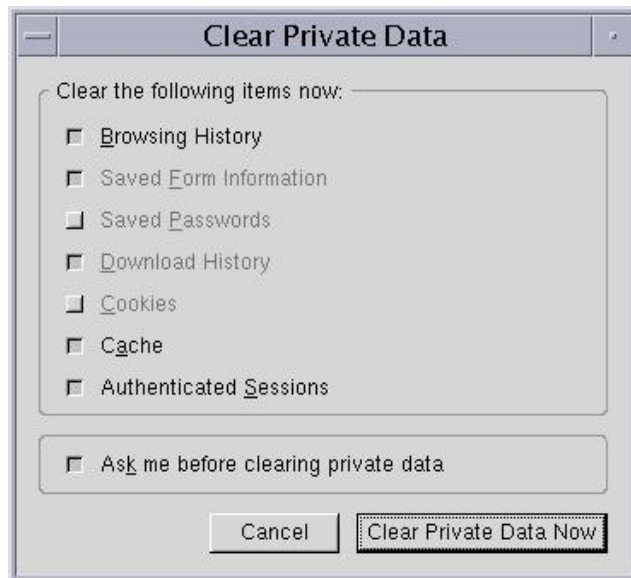 Clear Private Data
Clear the following items now:
Browsing History
Saved Form Information
Saved Passwords
Download History
Cookies
Cache
Authenticated Sessions
Ask me before clearing private data
Cancel
Clear Private Data Now